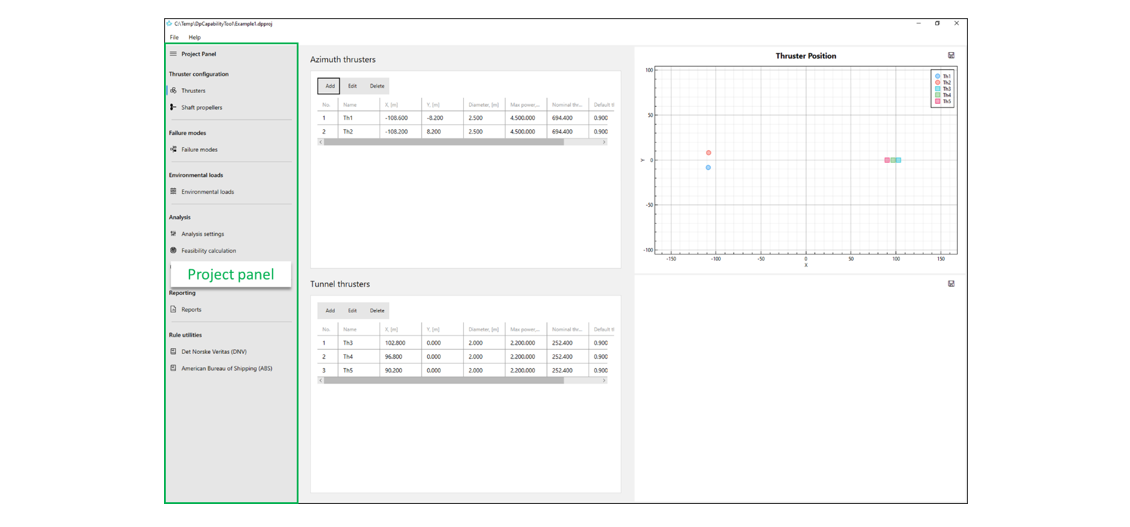 C:\Temp\DpCapabilityTool\Example1.dpproj
File Help
Project Panel
Thruster configuration
Thrusters
Shaft propellers
Failure modes
Failure modes
Environmental loads
Environmental loads
Analysis
Analysis settings
Feasibility calculation
Project panel
Reporting
Reports
Rule utilities
Det Norske Veritas (DNV)
American Bureau of Shipping (ABS)
Azimuth thrusters
Add Edit Delete
No. Name X, [m] Y, [m] Diameter, [m] Max power,... Nominal thr... Default t
1 Th1 -108.600 -8.200 2.500 4,500.000 694.400 0.900
2 Th2 -108.200 8.200 2.500 4,500.000 694.400 0.900
Tunnel thrusters
Add Edit Delete
No. Name X, [m] Y, [m] Diameter, [m] Max power,... Nominal thr... Default t
1 Th3 102.800 0.000 2.000 2,200.000 252.400 0.900
2 Th4 96.800 0.000 2.000 2,200.000 252.400 0.900
3 Th5 90.200 0.000 2.000 2,200.000 252.400 0.900
Thruster Position
100
50
Y 0
-50
-100
-150 -100 -50 0 50 100 150
X
Th1
Th2
Th3
Th4
Th5